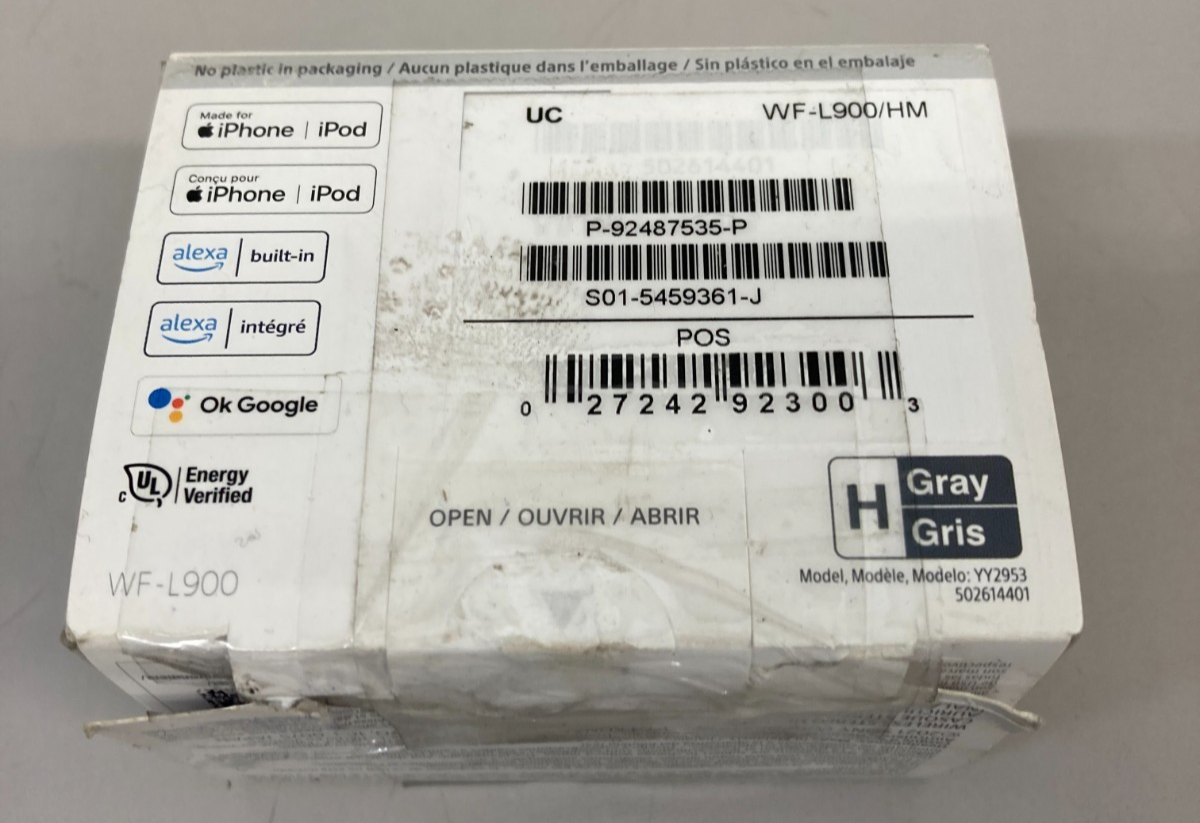 No plastic in packaging / Aucun plastique dans l'emballage / Sin plástico en el embalaje
Made for
iPhone | iPod
Conçu pour
iPhone | iPod
alexa | built-in
alexa | intégré
Ok Google
c UL | Energy Verified
WF-L900
UC WF-L900/HM
502614401
P-92487535-P
S01-5459361-J
POS
0 27242 92300 3
OPEN / OUVRIR / ABRIR
H Gray
Gris
Model, Modèle, Modelo: YY2953
502614401